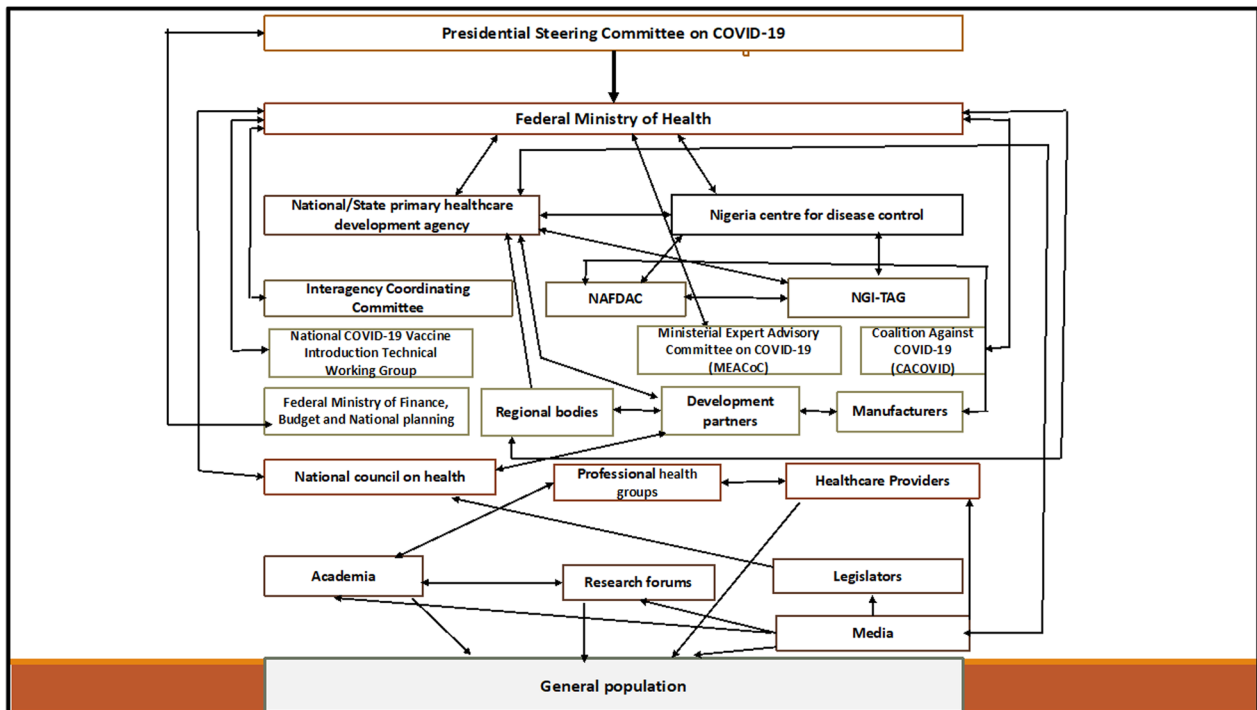 Presidential Steering Committee on COVID-19
Federal Ministry of Health
National/State primary healthcare
development agency
Nigeria centre for disease control
Interagency Coordinating
Committee
NAFDAC
NGI-TAG
National COVID-19 Vaccine
Introduction Technical
Working Group
Ministerial Expert Advisory
Committee on COVID-19
(MEACoC)
Coalition Against
COVID-19
(CACOVID)
Federal Ministry of Finance,
Budget and National planning
Regional bodies
Development
partners
Manufacturers
National council on health
Professional health
groups
Healthcare Providers
Academia
Research forums
Legislators
Media
General population